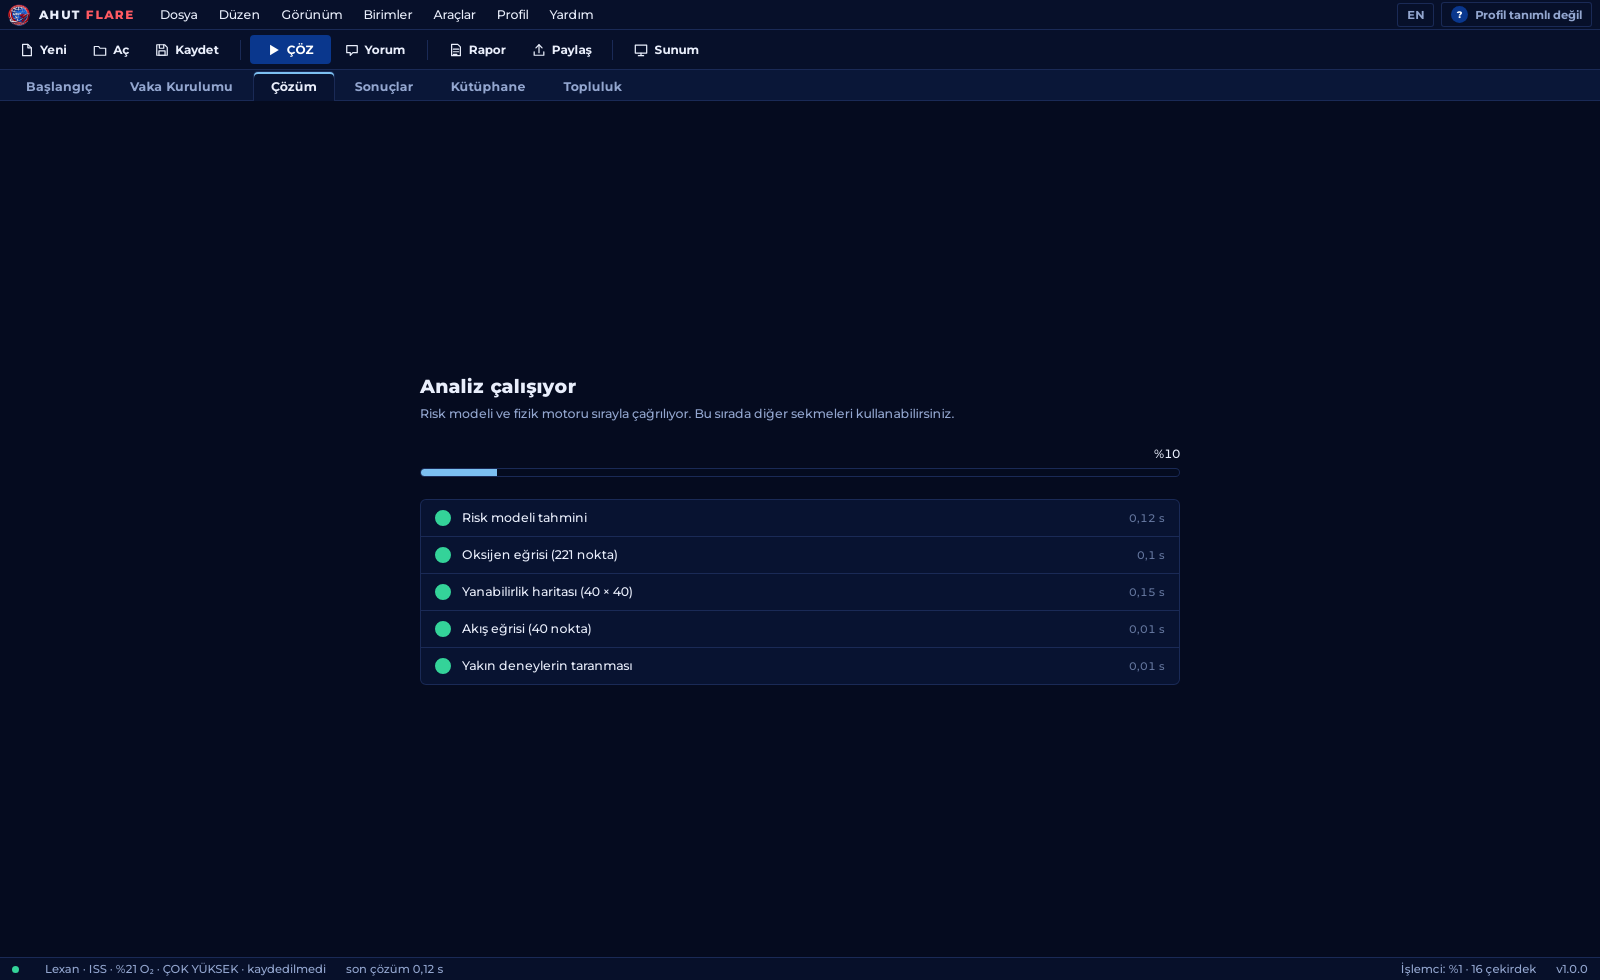 AHUT FLARE Dosya Düzen Görünüm Birimler Araçlar Profil Yardım EN ? Profil tanımlı değil
Yeni Aç Kaydet ÇÖZ Yorum Rapor Paylaş Sunum
Başlangıç Vaka Kurulumu Çözüm Sonuçlar Kütüphane Topluluk
Analiz çalışıyor
Risk modeli ve fizik motoru sırayla çağrılıyor. Bu sırada diğer sekmeleri kullanabilirsiniz.
%10
Risk modeli tahmini 0,12 s
Oksijen eğrisi (221 nokta) 0,1 s
Yanabilirlik haritası (40 × 40) 0,15 s
Akış eğrisi (40 nokta) 0,01 s
Yakın deneylerin taranması 0,01 s
Lexan · ISS · %21 O₂ · ÇOK YÜKSEK · kaydedilmedi son çözüm 0,12 s İşlemci: %1 · 16 çekirdek v1.0.0